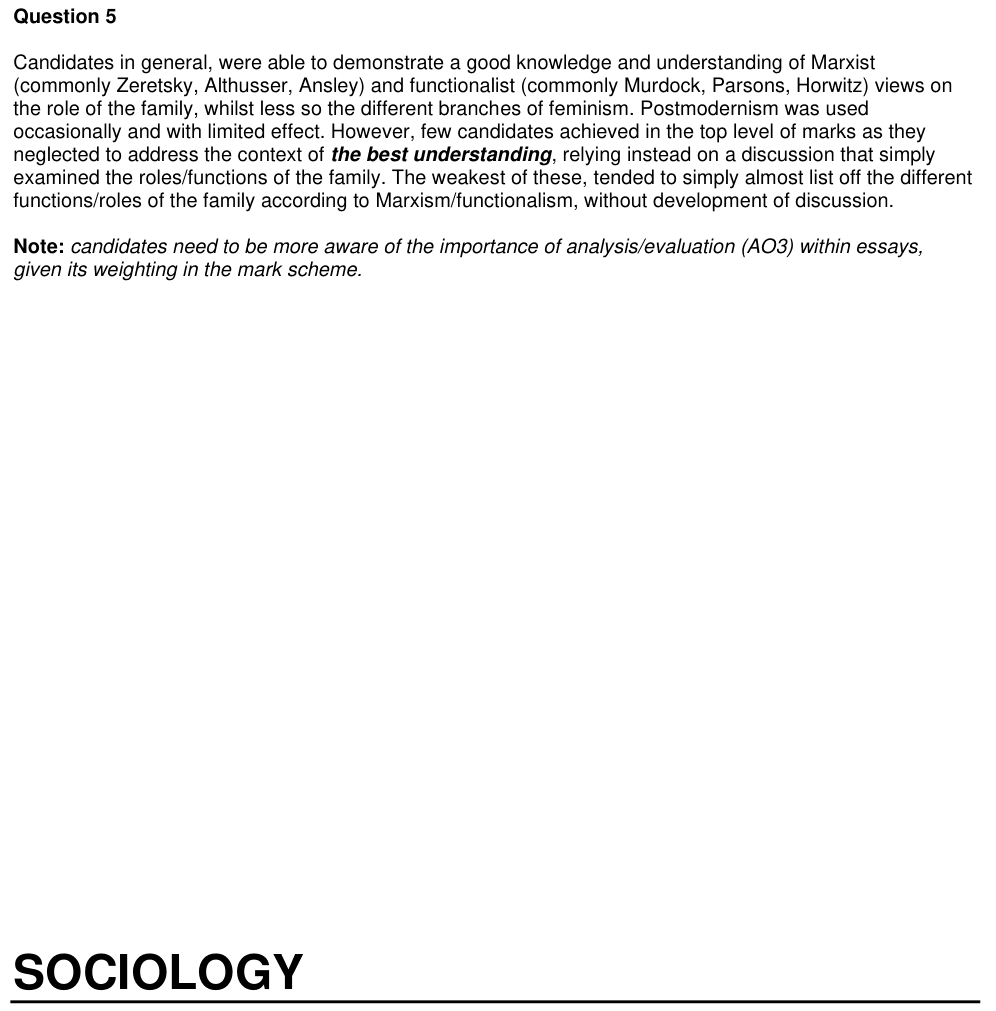 Question 5
Candidates in general, were able to demonstrate a good knowledge and understanding of Marxist
(commonly Zeretsky, Althusser, Ansley) and functionalist (commonly Murdock, Parsons, Horwitz) views on
the role of the family, whilst less so the different branches of feminism. Postmodernism was used
occasionally and with limited effect. However, few candidates achieved in the top level of marks as they
neglected to address the context of the best understanding, relying instead on a discussion that simply
examined the roles/functions of the family. The weakest of these, tended to simply almost list off the different
functions/roles of the family according to Marxism/functionalism, without development of discussion.
Note: candidates need to be more aware of the importance of analysis/evaluation (AO3) within essays,
given its weighting in the mark scheme.
SOCIOLOGY